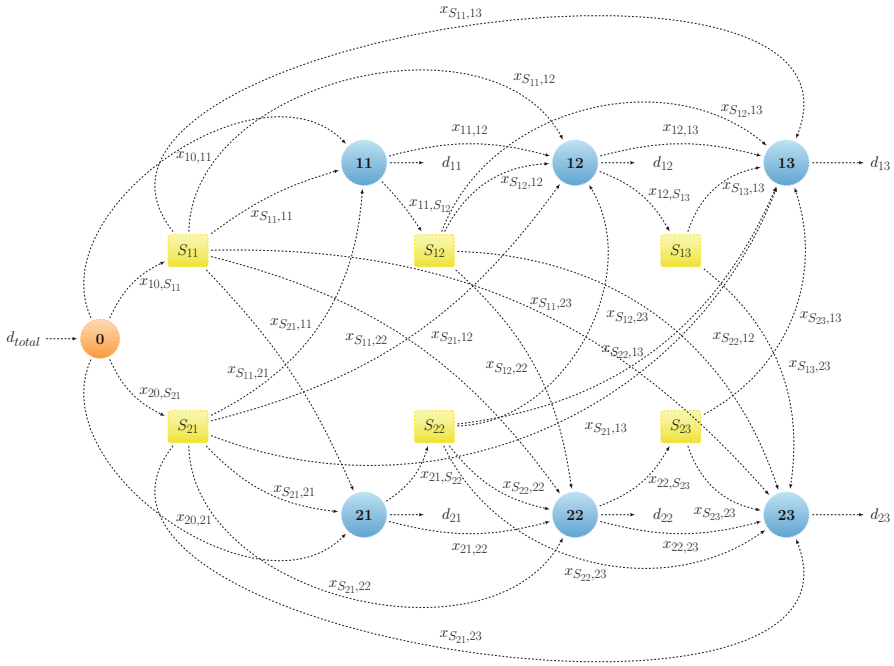 x_{S_{11},13}
x_{S_{11},12}
x_{S_{12},13}
x_{11,12}
x_{12,13}
x_{10,11}
11
d_{11}
12
d_{12}
13
d_{13}
x_{S_{12},12}
x_{S_{13},13}
x_{12,S_{13}}
x_{11,S_{12}}
x_{S_{11},11}
S_{11}
S_{12}
S_{13}
x_{10,S_{11}}
x_{S_{11},23}
x_{S_{12},23}
x_{S_{23},13}
x_{S_{21},11}
x_{S_{11},22}
x_{S_{21},12}
x_{S_{22},12}
d_{total}
0
x_{S_{22},13}
x_{S_{12},22}
x_{S_{13},23}
x_{S_{11},21}
x_{20,S_{21}}
S_{21}
S_{22}
S_{23}
x_{S_{21},13}
x_{21,S_{22}}
x_{S_{22},22}
x_{22,S_{23}}
x_{S_{21},21}
x_{S_{23},23}
x_{20,21}
21
d_{21}
22
d_{22}
23
d_{23}
x_{21,22}
x_{22,23}
x_{S_{22},23}
x_{S_{21},22}
x_{S_{21},23}